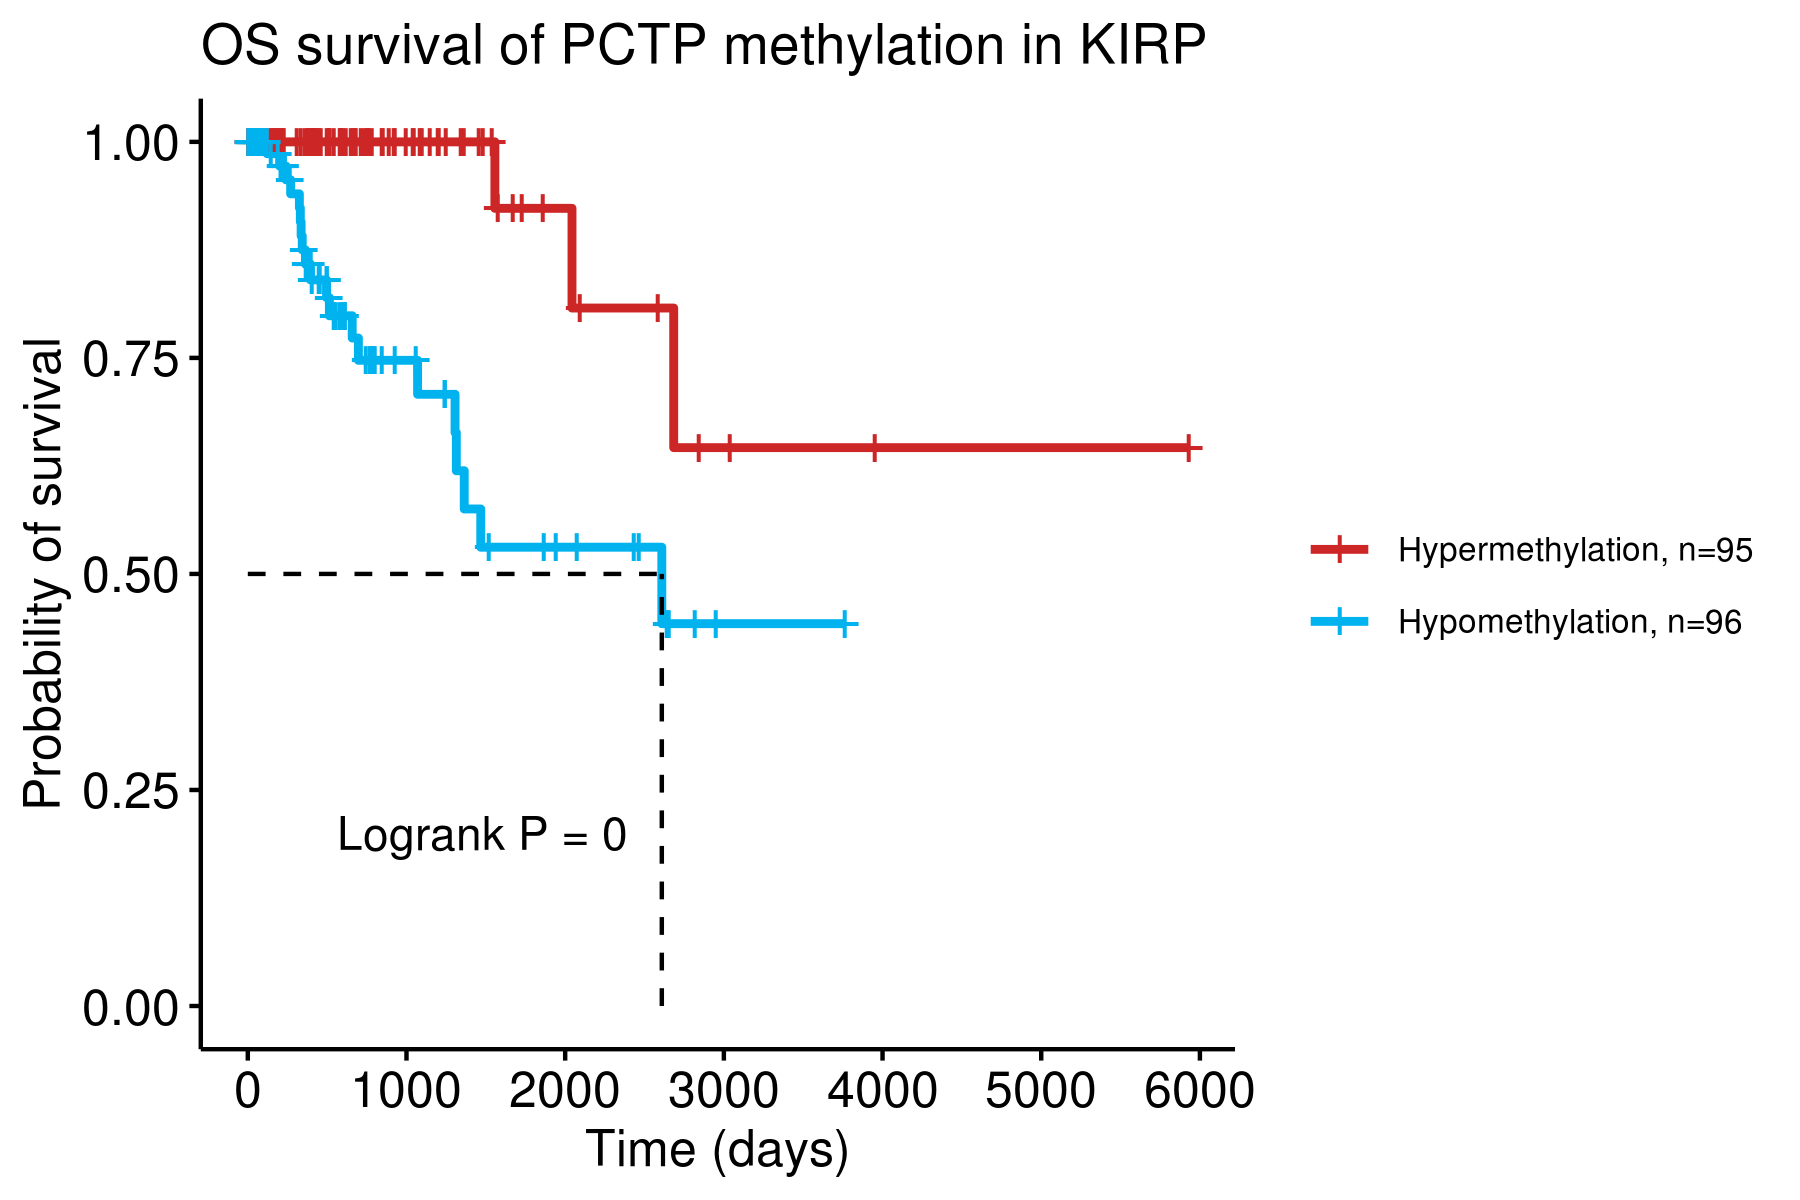 OS survival of PCTP methylation in KIRP
Probability of survival
1.00
0.75
0.50
0.25
0.00
Logrank P = 0
0 1000 2000 3000 4000 5000 6000
Time (days)
Hypermethylation, n=95
Hypomethylation, n=96